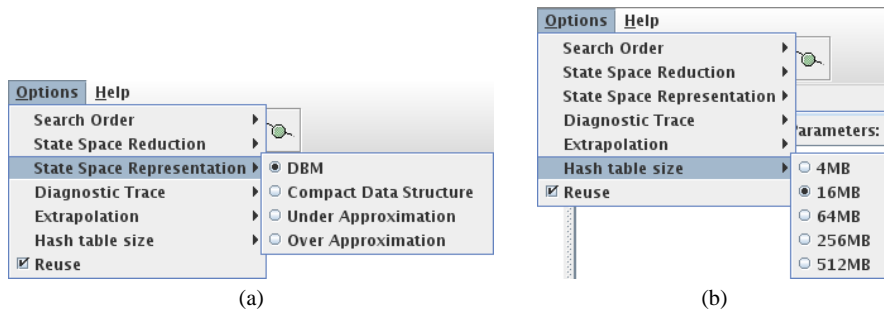 Options Help
Search Order
State Space Reduction
State Space Representation
Diagnostic Trace
Extrapolation
Hash table size
Reuse
DBM
Compact Data Structure
Under Approximation
Over Approximation
(a)
Options Help
Search Order
State Space Reduction
State Space Representation
Diagnostic Trace
Extrapolation
Hash table size
Reuse
Parameters:
4MB
16MB
64MB
256MB
512MB
(b)